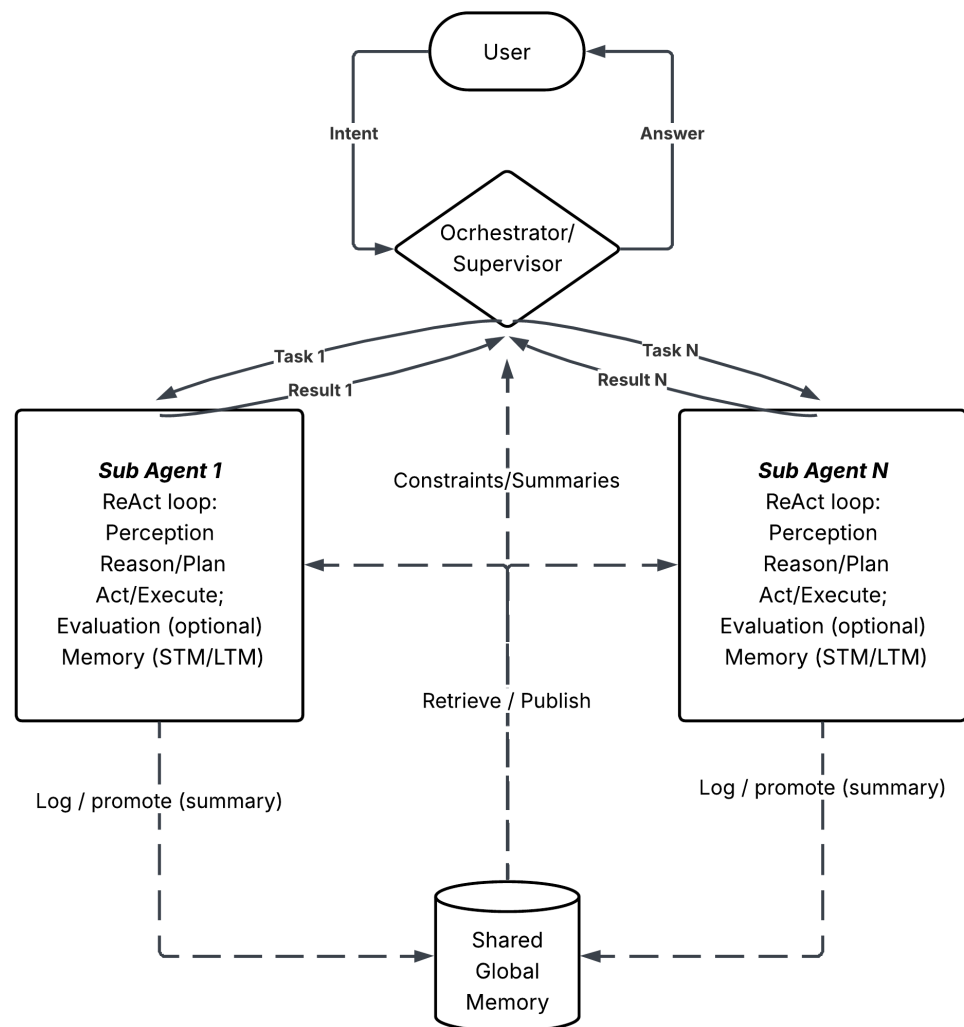 User
Intent
Answer
Ocrhestrator/
Supervisor
Task 1
Task N
Result 1
Result N
Constraints/Summaries
Sub Agent 1
ReAct loop:
Perception
Reason/Plan
Act/Execute;
Evaluation (optional)
Memory (STM/LTM)
Sub Agent N
ReAct loop:
Perception
Reason/Plan
Act/Execute;
Evaluation (optional)
Memory (STM/LTM)
Retrieve / Publish
Log / promote (summary)
Log / promote (summary)
Shared
Global
Memory